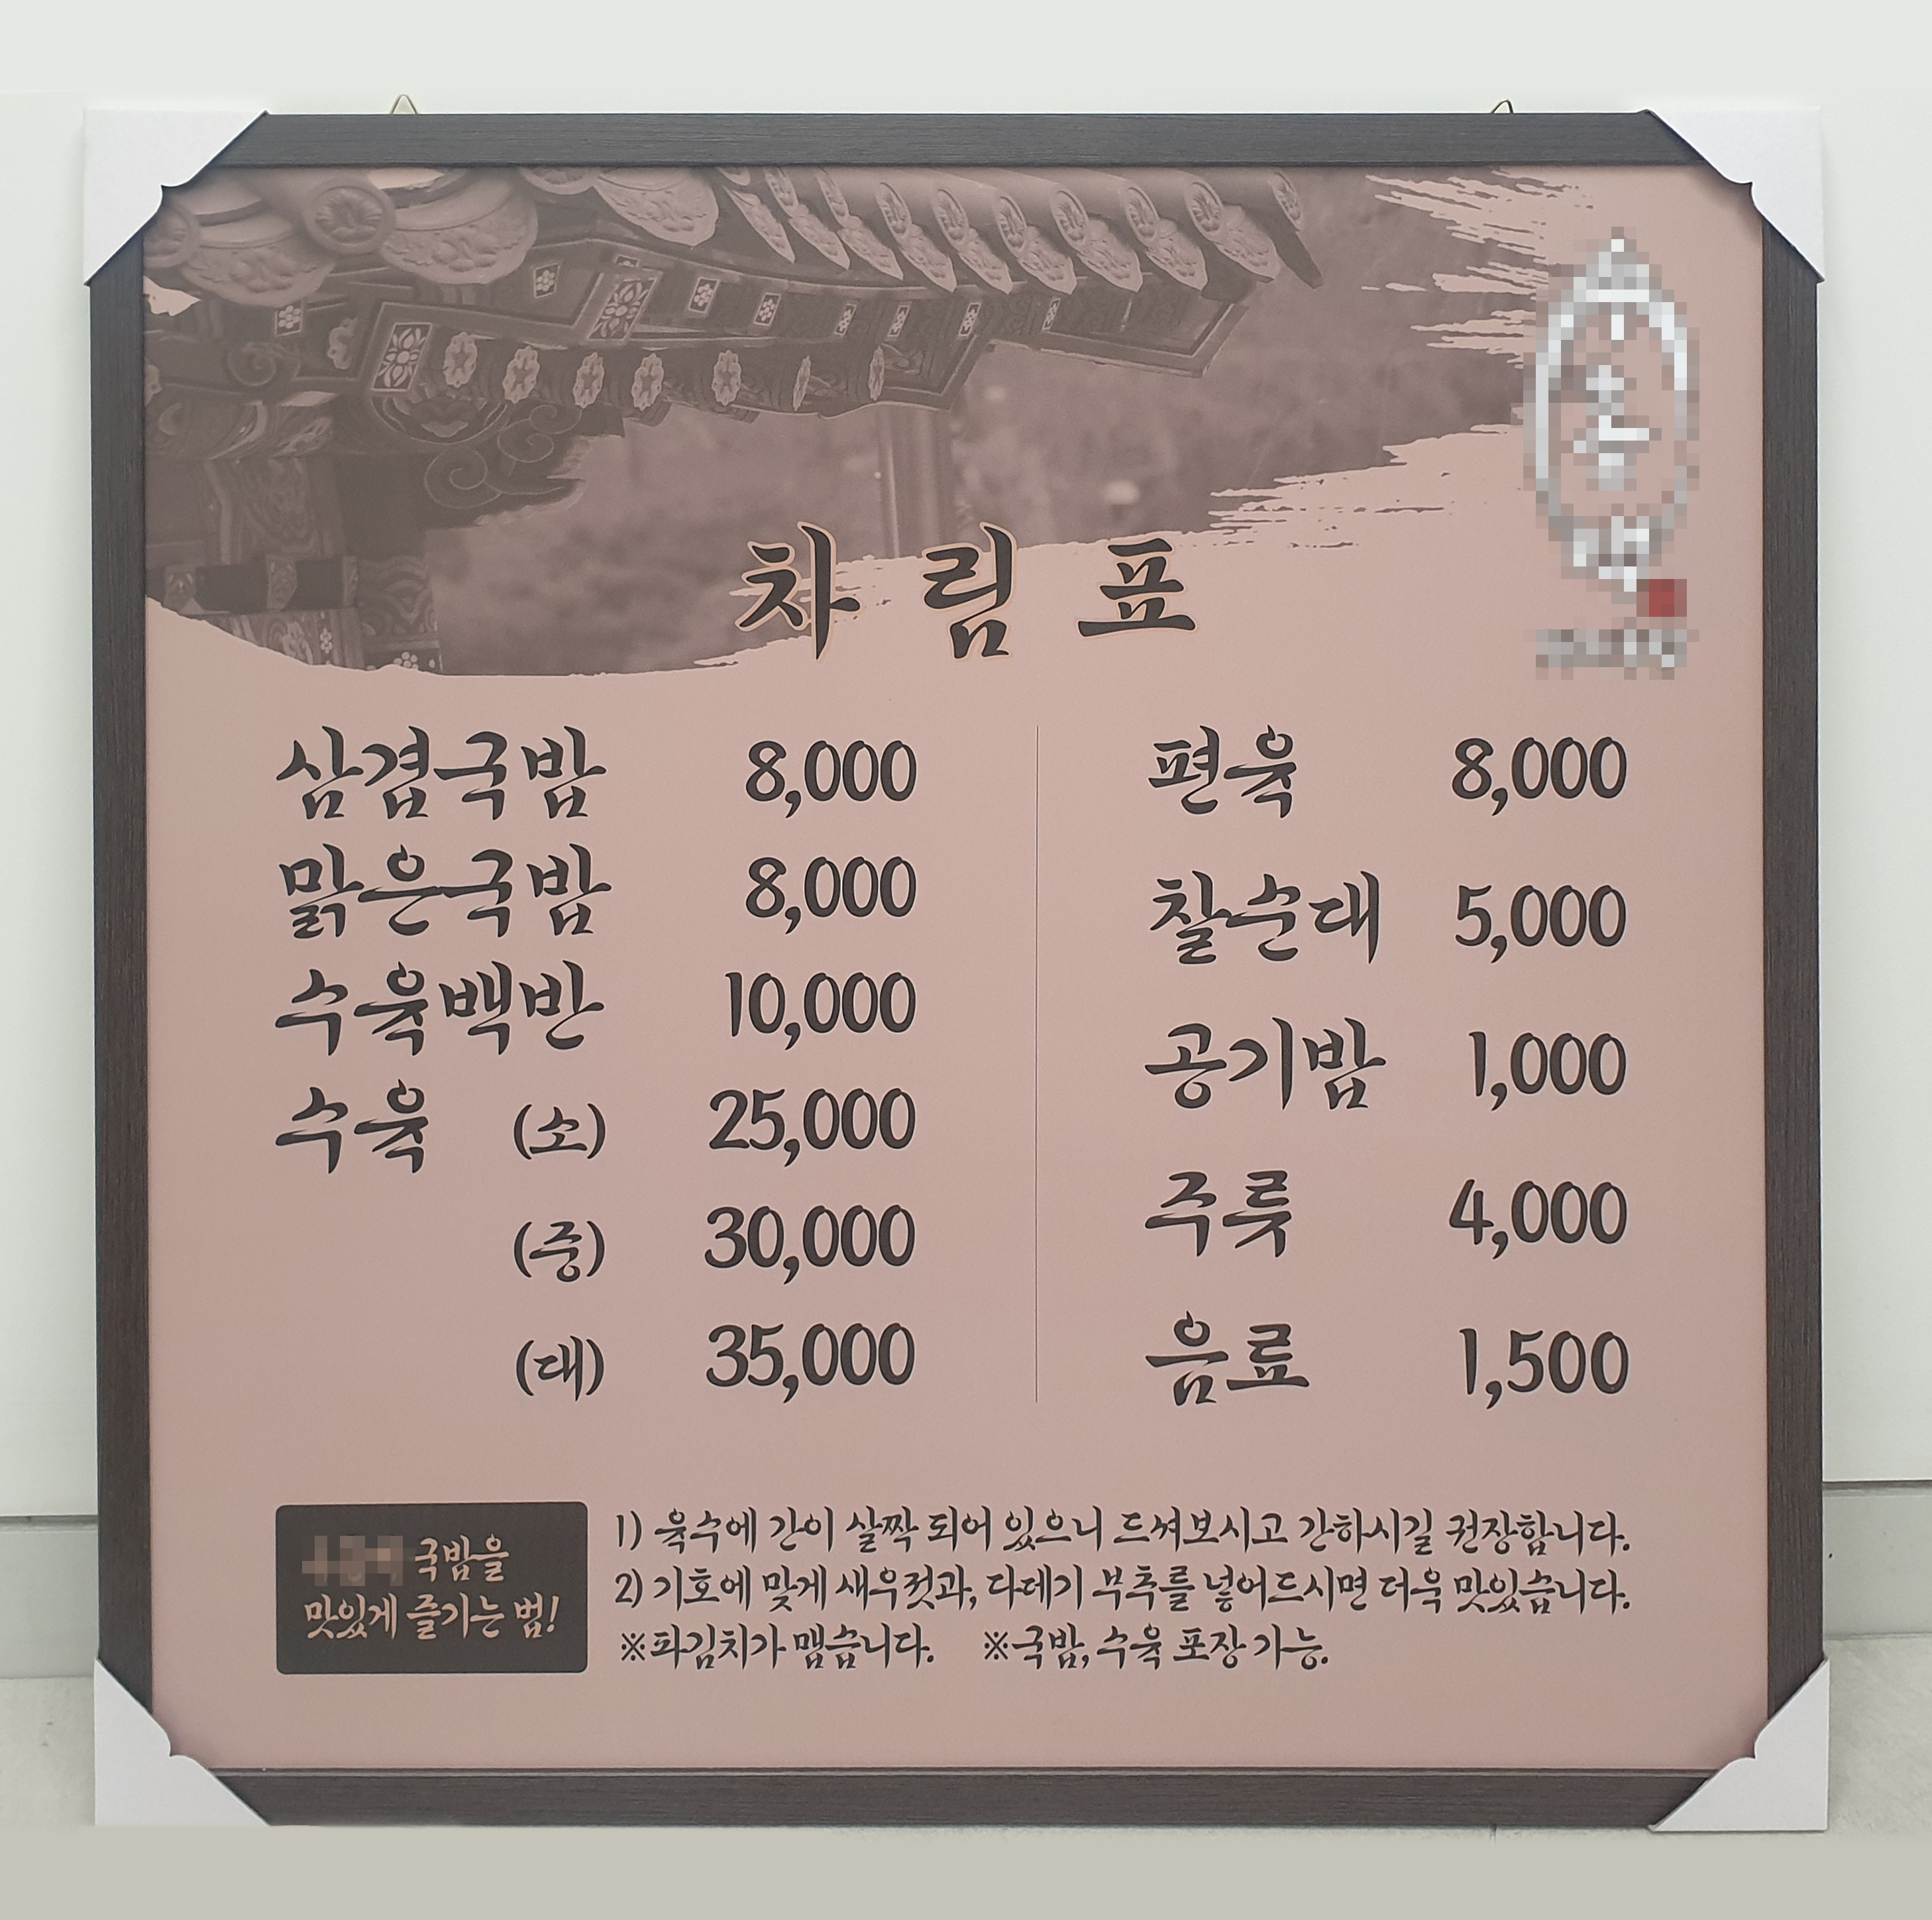 차림표
삼겹국밥 8,000
맑은국밥 8,000
수육백반 10,000
수육 (소) 25,000
(중) 30,000
(대) 35,000
편육 8,000
찰순대 5,000
공기밥 1,000
주륫 4,000
음료 1,500
국밥을
맛있게 즐기는 법!
1) 육수에 간이 살짝 되어 있으니 드셔보시고 간하시길 권장합니다.
2) 기호에 맞게 새우젓과, 다데기 부추를 넣어드시면 더욱 맛있습니다.
※파김치가 맵습니다. ※국밥, 수육 포장 가능.